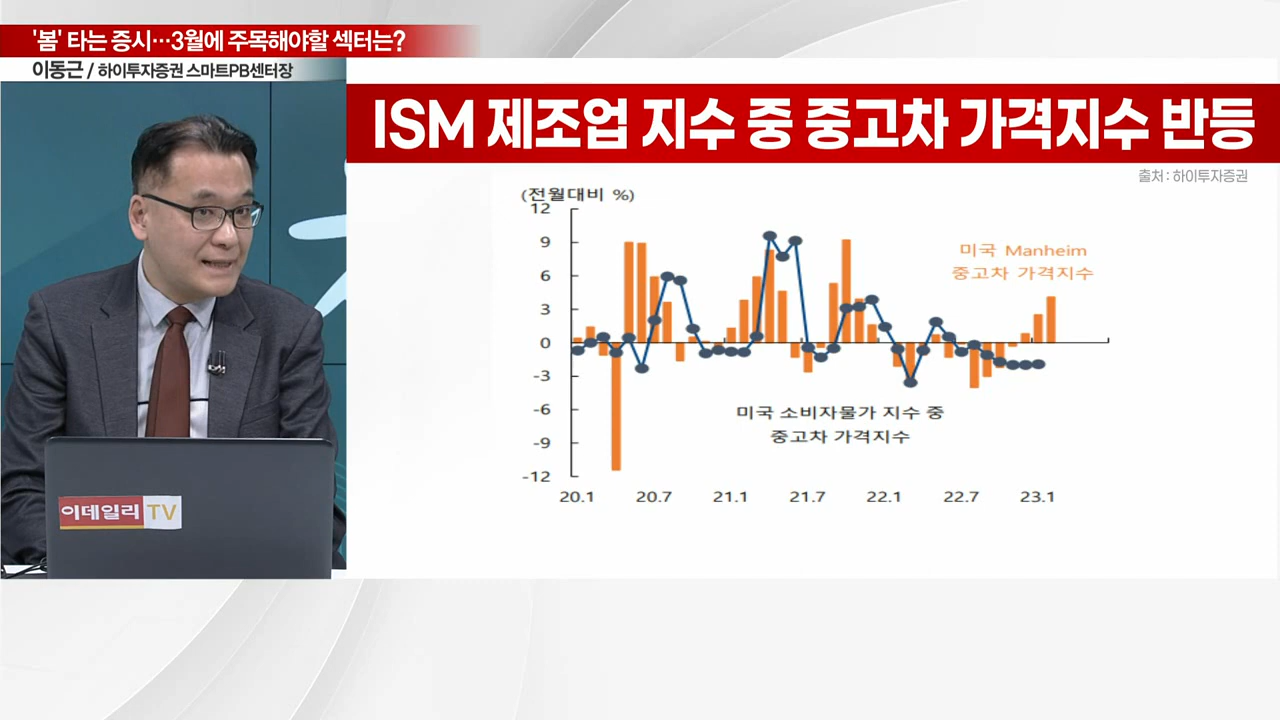 '봄' 타는 증시…3월에 주목해야할 섹터는?
이동근 / 하이투자증권 스마트PB센터장
ISM 제조업 지수 중 중고차 가격지수 반등
출처 : 하이투자증권
(전월대비 %)
12
9
6
3
0
-3
-6
-9
-12
미국 Manheim
중고차 가격지수
미국 소비자물가 지수 중
중고차 가격지수
20.1 20.7 21.1 21.7 22.1 22.7 23.1
이데일리 TV